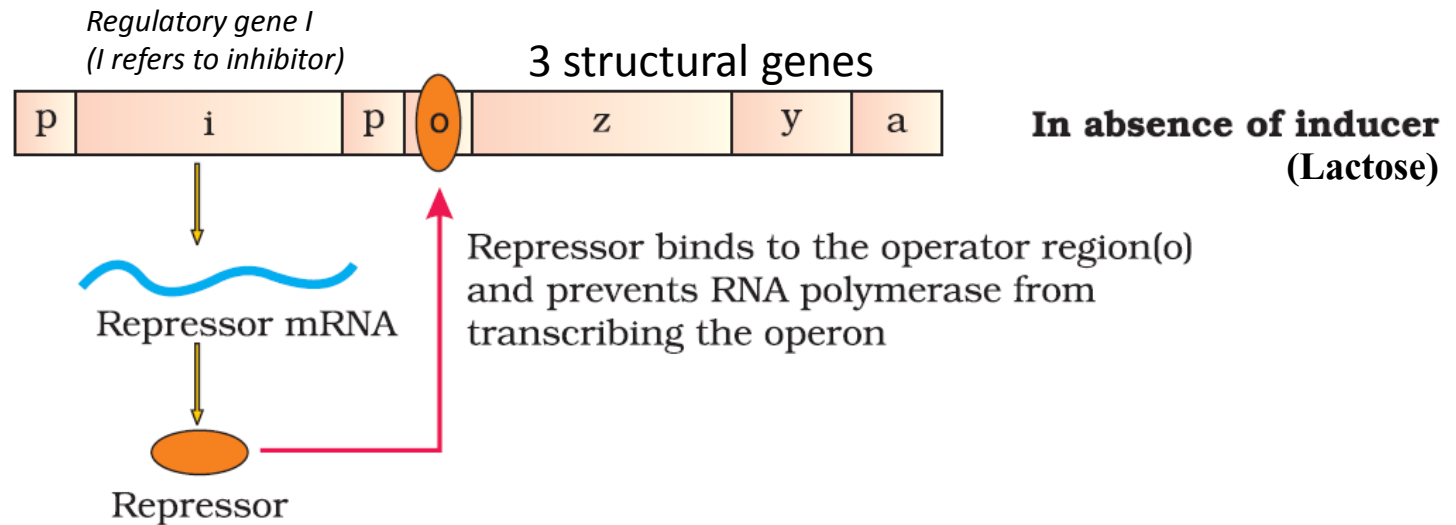 Regulatory gene I
(I refers to inhibitor)
3 structural genes
p i p o z y a
In absence of inducer
(Lactose)
Repressor binds to the operator region(o)
and prevents RNA polymerase from
transcribing the operon
Repressor mRNA
Repressor